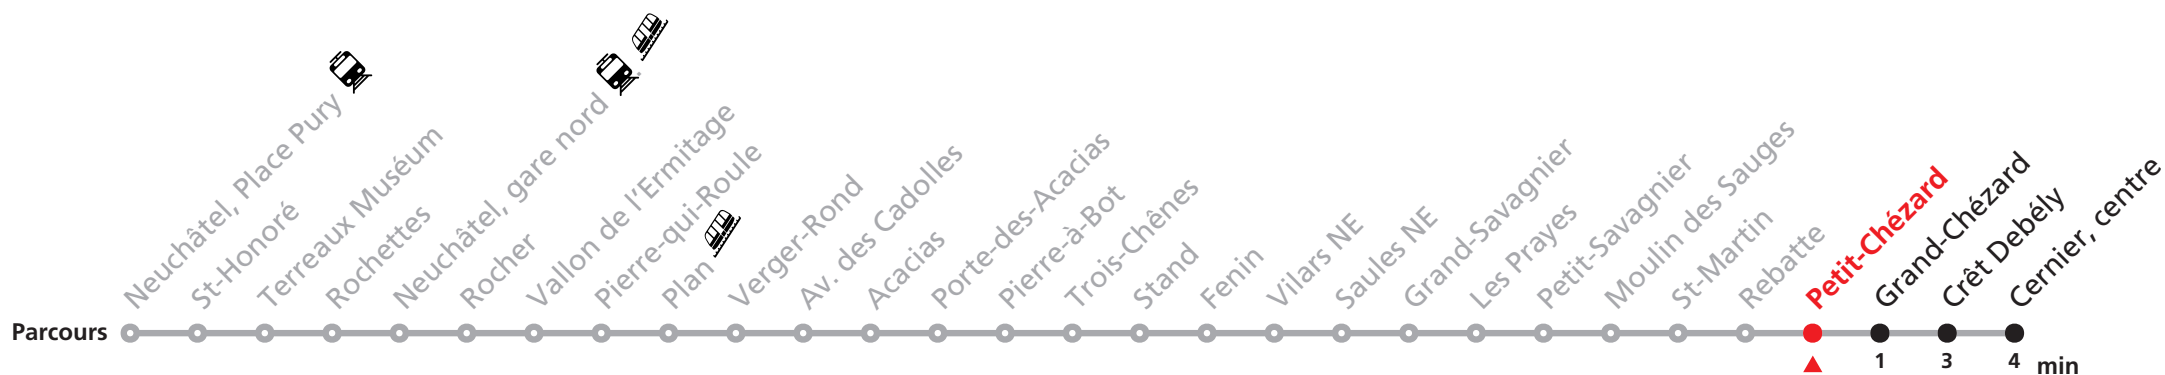 Neuchâtel, Place Pury
St-Honoré
Terreaux Muséum
Rochettes
Neuchâtel, gare nord
Rocher
Vallon de l'Ermitage
Pierre-qui-Roule
Plan
Verger-Rond
Av. des Cadolles
Acacias
Porte-des-Acacias
Pierre-à-Bot
Trois-Chênes
Stand
Fenin
Vilars NE
Saules NE
Grand-Savagnier
Les Prayes
Petit-Savagnier
Moulin des Sauges
St-Martin
Rebatte
Petit-Chézard
Grand-Chézard
Crêt Debély
Cernier, centre
Parcours
1 3 4 min